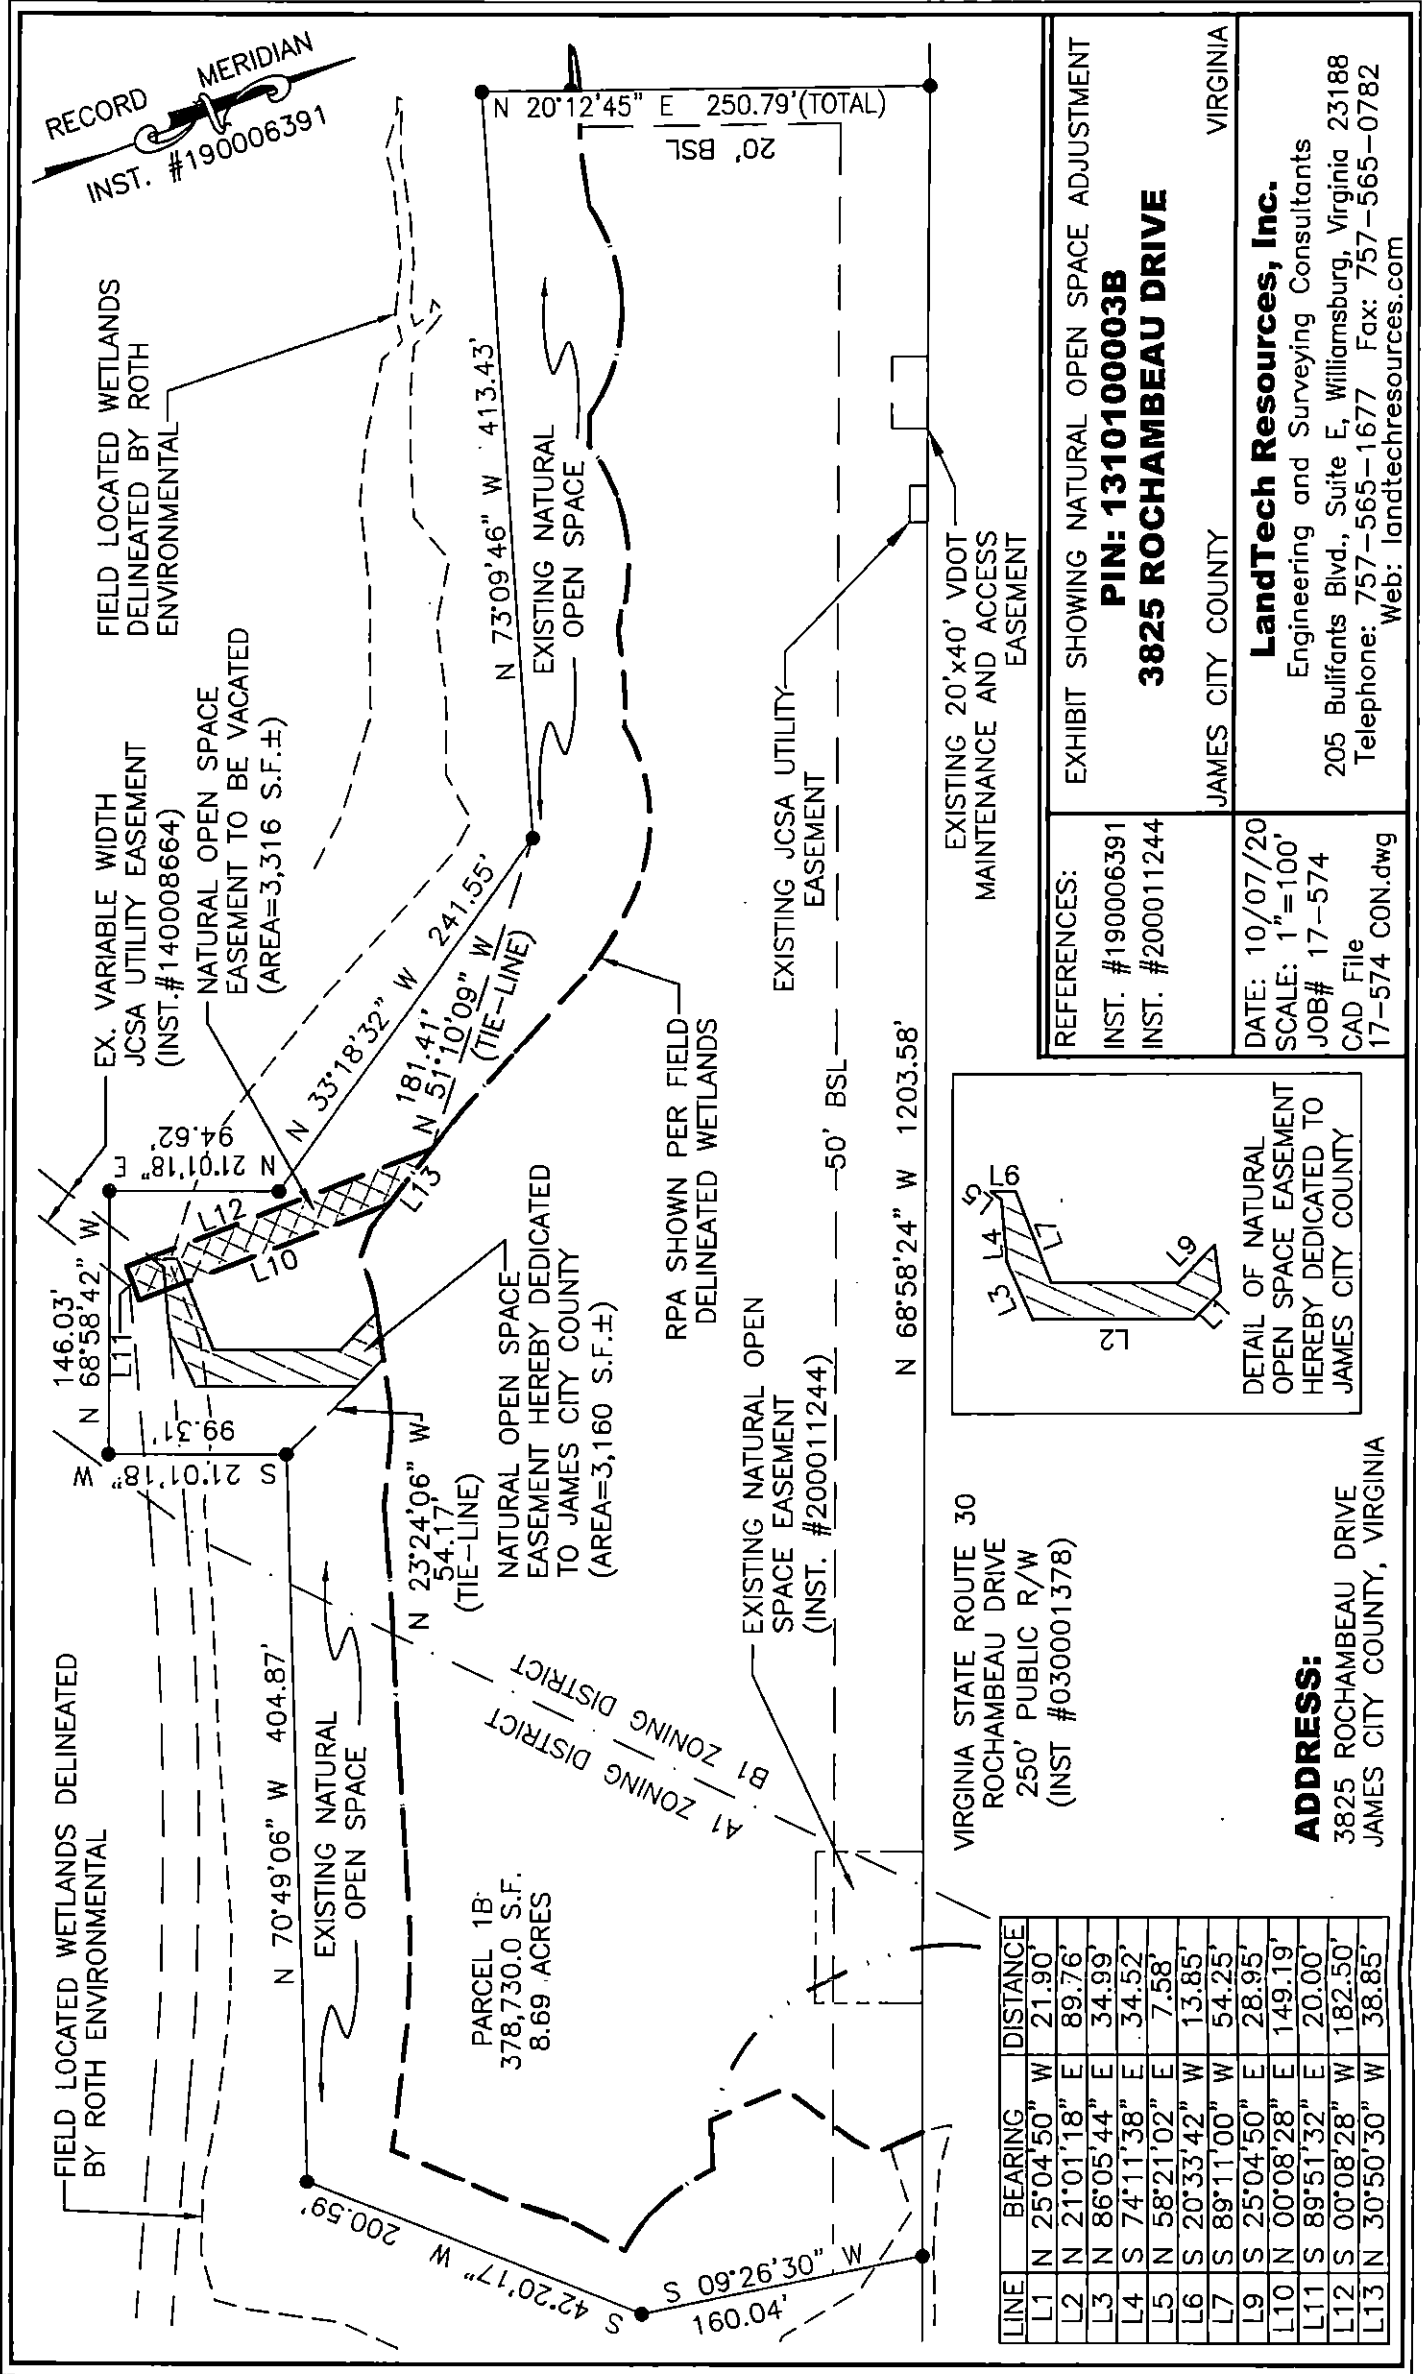 FIELD LOCATED WETLANDS DELINEATED
BY ROTH ENVIRONMENTAL
EX. VARIABLE WIDTH
JCSA UTILITY EASEMENT
(INST.#140008664)
NATURAL OPEN SPACE
EASEMENT TO BE VACATED
(AREA=3,316 S.F.±)
FIELD LOCATED WETLANDS
DELINEATED BY ROTH
ENVIRONMENTAL
RECORD MERIDIAN
INST. #190006391
146.03'
N 68°58'42" W
L11
S 21°01'18" W
99.31'
N 21°01'18" E
94.62'
L12
L10
L13
N 33°18'32" W 241.55'
181.41'
N 51°10'09" W
(TIE-LINE)
N 70°49'06" W 404.87'
EXISTING NATURAL
OPEN SPACE
N 73°09'46" W 413.43'
EXISTING NATURAL
OPEN SPACE
N 20°12'45" E 250.79'(TOTAL)
20' BSL
N 23°24'06" W
54.17'
(TIE-LINE)
NATURAL OPEN SPACE
EASEMENT HEREBY DEDICATED
TO JAMES CITY COUNTY
(AREA=3,160 S.F.±)
RPA SHOWN PER FIELD
DELINEATED WETLANDS
PARCEL 1B
378,730.0 S.F.
8.69 ACRES
S 42°20'17" W
200.59'
S 09°26'30" W
160.04'
A1 ZONING DISTRICT
B1 ZONING DISTRICT
EXISTING NATURAL OPEN
SPACE EASEMENT
(INST. #200011244)
50' BSL
EXISTING JCSA UTILITY
EASEMENT
N 68°58'24" W 1203.58'
EXISTING 20'x40' VDOT
MAINTENANCE AND ACCESS
EASEMENT
VIRGINIA STATE ROUTE 30
ROCHAMBEAU DRIVE
250' PUBLIC R/W
(INST #030001378)
LINE BEARING DISTANCE
L1 N 25°04'50" W 21.90'
L2 N 21°01'18" E 89.76'
L3 N 86°05'44" E 34.99'
L4 S 74°11'38" E 34.52'
L5 N 58°21'02" E 7.58'
L6 S 20°33'42" W 13.85'
L7 S 89°11'00" W 54.25'
L9 S 25°04'50" E 28.95'
L10 N 00°08'28" E 149.19'
L11 S 89°51'32" E 20.00'
L12 S 00°08'28" W 182.50'
L13 N 30°50'30" W 38.85'
ADDRESS:
3825 ROCHAMBEAU DRIVE
JAMES CITY COUNTY, VIRGINIA
L3
L4
L5
L6
L7
L2
L9
L1
DETAIL OF NATURAL
OPEN SPACE EASEMENT
HEREBY DEDICATED TO
JAMES CITY COUNTY
REFERENCES:
INST. #190006391
INST. #200011244
DATE: 10/07/20
SCALE: 1"=100'
JOB# 17-574
CAD File
17-574 CON.dwg
EXHIBIT SHOWING NATURAL OPEN SPACE ADJUSTMENT
PIN: 1310100003B
3825 ROCHAMBEAU DRIVE
JAMES CITY COUNTY VIRGINIA
LandTech Resources, Inc.
Engineering and Surveying Consultants
205 Bulifants Blvd., Suite E, Williamsburg, Virginia 23188
Telephone: 757-565-1677 Fax: 757-565-0782
Web: landtechresources.com